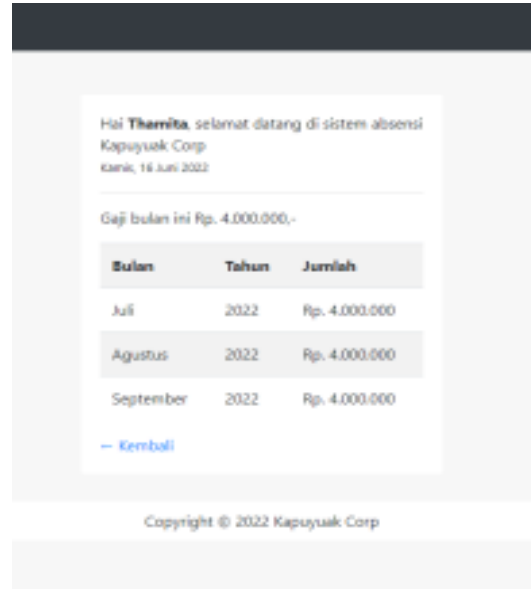 Hai Thamita, selamat datang di sistem absensi
Kapuyuak Corp
Kamis, 16 Juni 2022
Gaji bulan ini Rp. 4.000.000,-
Bulan Tahun Jumlah
Juli 2022 Rp. 4.000.000
Agustus 2022 Rp. 4.000.000
September 2022 Rp. 4.000.000
← Kembali
Copyright © 2022 Kapuyuak Corp